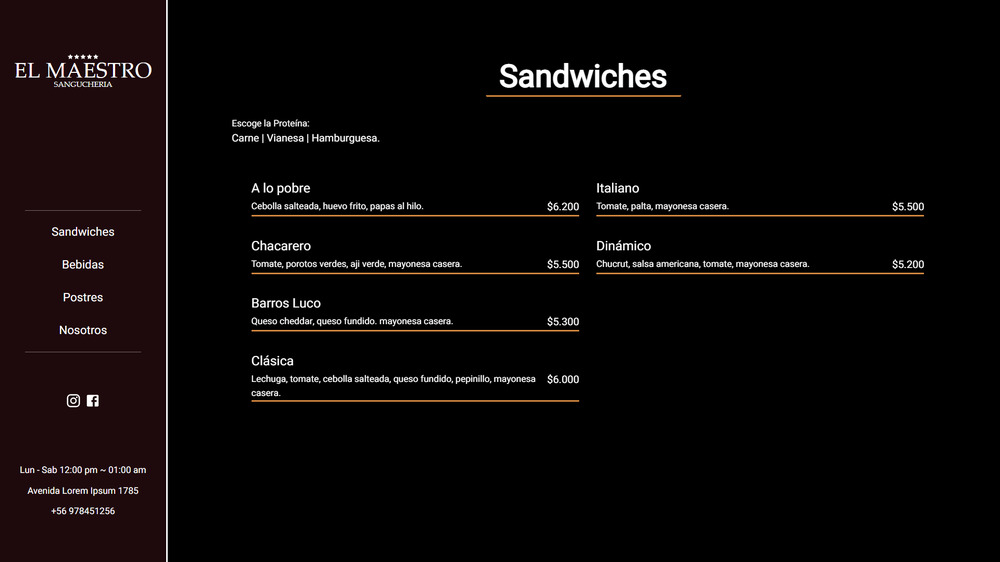 EL MAESTRO
SANGUCHERIA
Sandwiches
Bebidas
Postres
Nosotros
Lun - Sab 12:00 pm ~ 01:00 am
Avenida Lorem Ipsum 1785
+56 978451256
Sandwiches
Escoge la Proteína:
Carne | Vianesa | Hamburguesa.
A lo pobre
Cebolla salteada, huevo frito, papas al hilo. $6.200
Chacarero
Tomate, porotos verdes, aji verde, mayonesa casera. $5.500
Barros Luco
Queso cheddar, queso fundido. mayonesa casera. $5.300
Clásica
Lechuga, tomate, cebolla salteada, queso fundido, pepinillo, mayonesa $6.000
casera.
Italiano
Tomate, palta, mayonesa casera. $5.500
Dinámico
Chucrut, salsa americana, tomate, mayonesa casera. $5.200